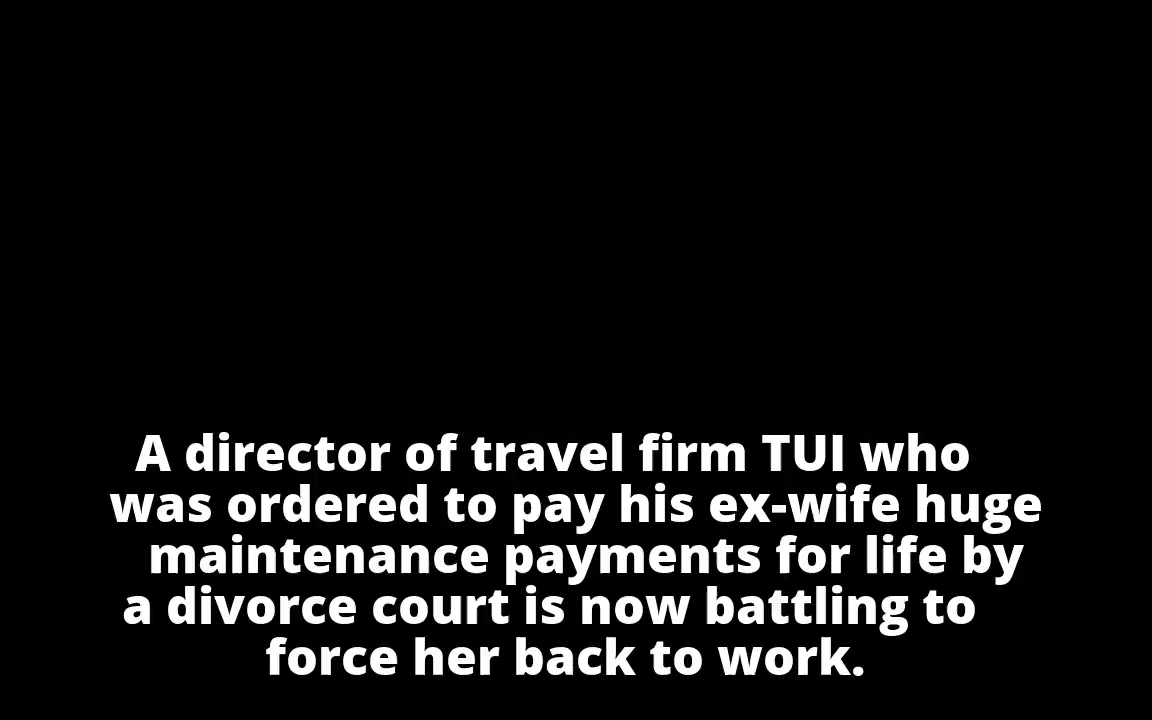 A director of travel firm TUI who
was ordered to pay his ex-wife huge
maintenance payments for life by
a divorce court is now battling to
force her back to work.